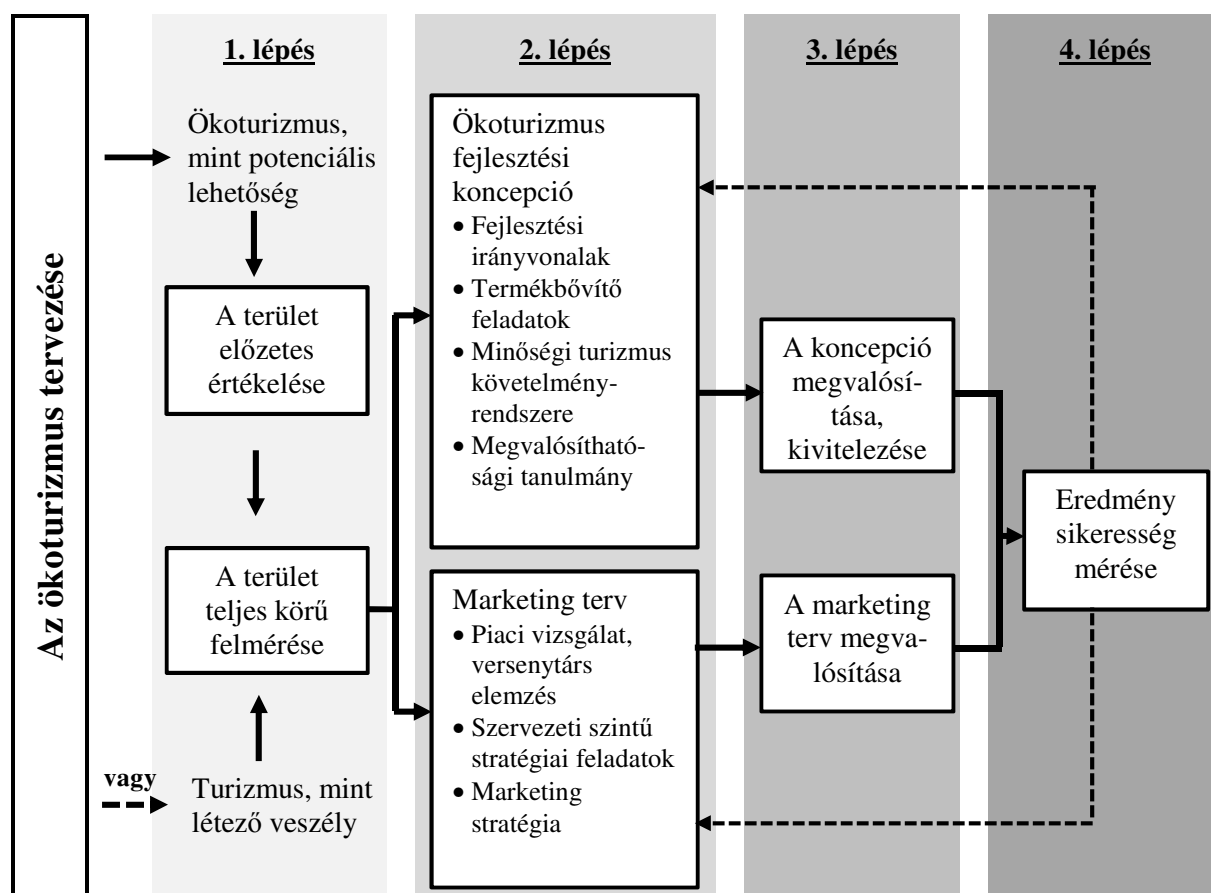 Az ökoturizmus tervezése
1. lépés
Ökoturizmus,
mint potenciális
lehetőség
A terület
előzetes
értékelése
A terület
teljes körű
felmérése
vagy
Turizmus, mint
létező veszély
2. lépés
Ökoturizmus
fejlesztési
koncepció
• Fejlesztési
irányvonalak
• Termékbővítő
feladatok
• Minőségi turizmus
követelmény-
rendszere
• Megvalósítható-
sági tanulmány
Marketing terv
• Piaci vizsgálat,
versenytárs
elemzés
• Szervezeti szintű
stratégiai feladatok
• Marketing
stratégia
3. lépés
A koncepció
megvalósí-
tása,
kivitelezése
A marketing
terv megva-
lósítása
4. lépés
Eredmény
sikeresség
mérése